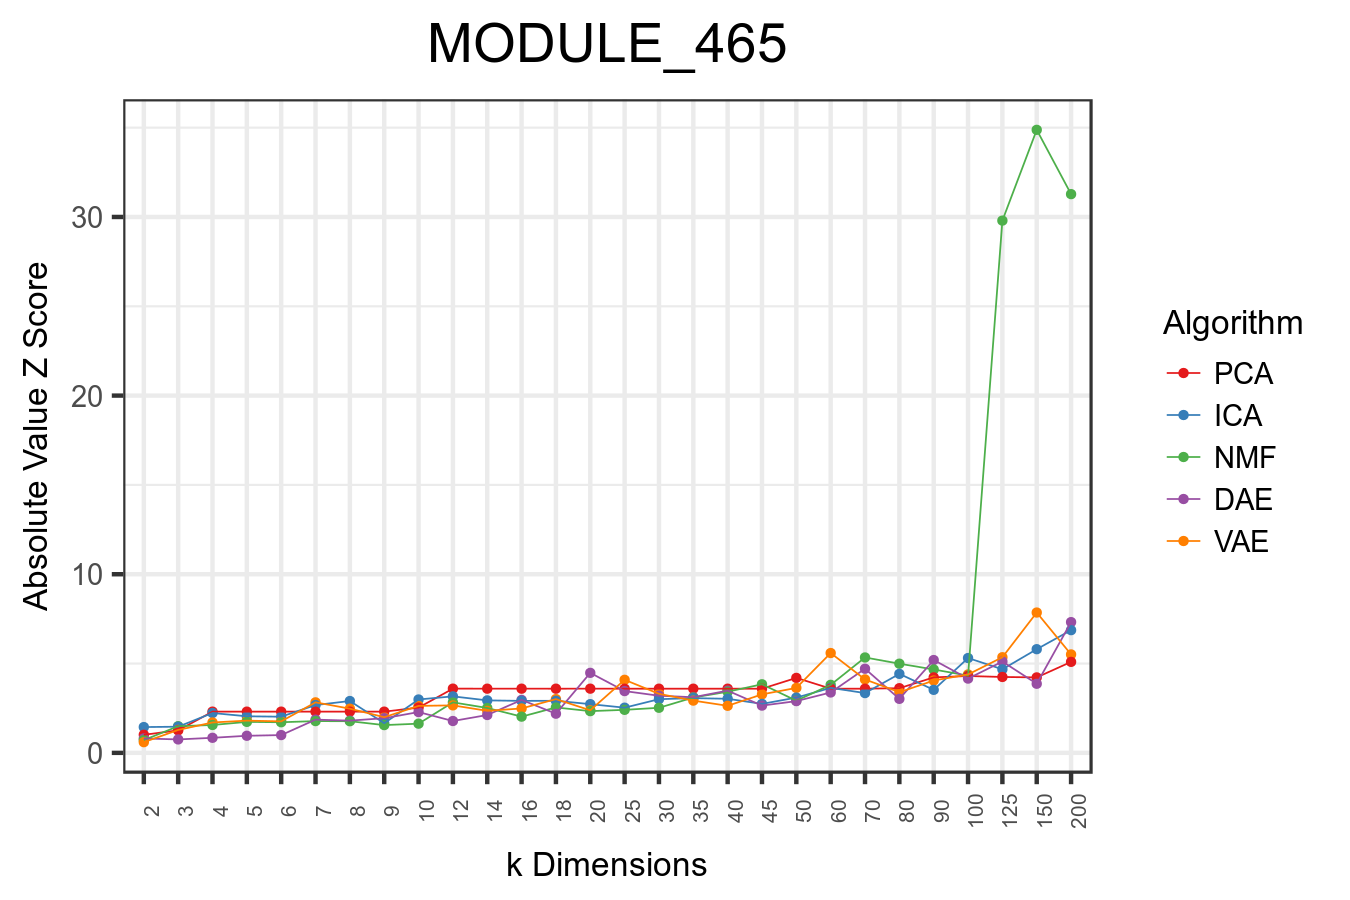 MODULE_465
Absolute Value Z Score
30
20
10
0
2 3 4 5 6 7 8 9 10 12 14 16 18 20 25 30 35 40 45 50 60 70 80 90 100 125 150 200
k Dimensions
Algorithm
PCA
ICA
NMF
DAE
VAE